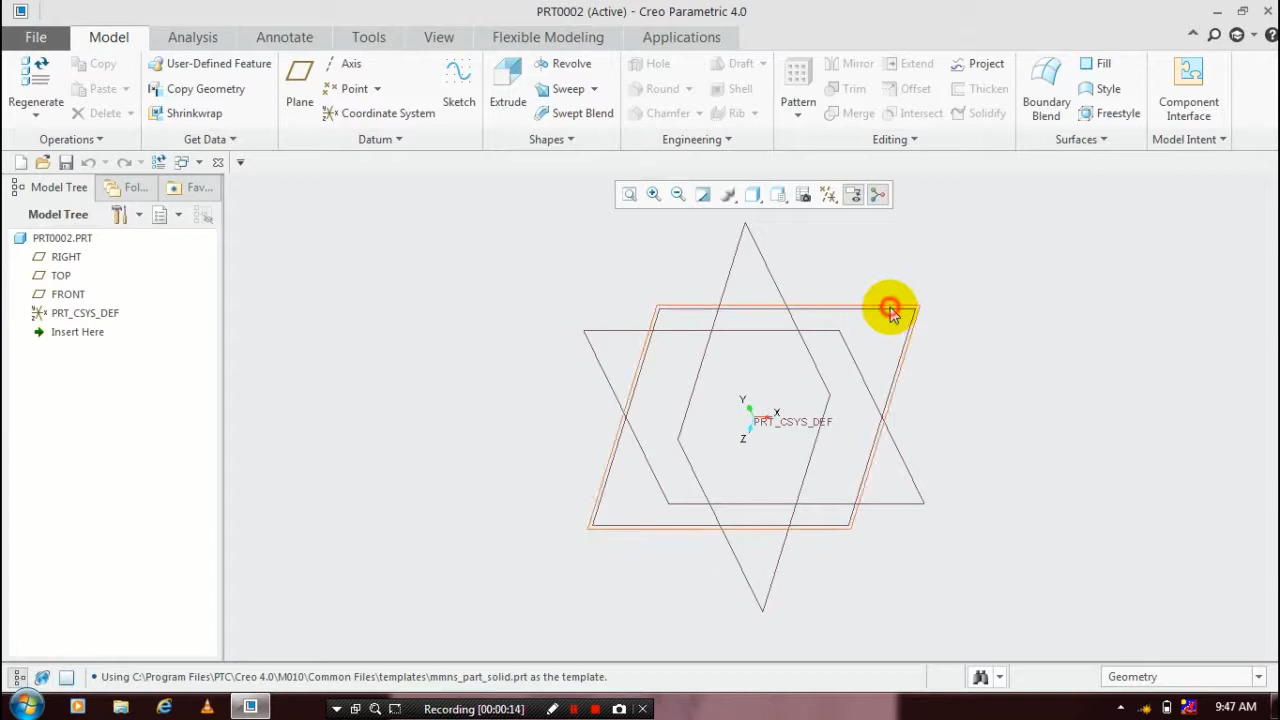 PRT0002 (Active) - Creo Parametric 4.0
File Model Analysis Annotate Tools View Flexible Modeling Applications
Regenerate
Copy
Paste
Delete
Operations
User-Defined Feature
Copy Geometry
Shrinkwrap
Get Data
Plane
Axis
Point
Coordinate System
Sketch
Datum
Extrude
Revolve
Sweep
Swept Blend
Shapes
Hole
Round
Chamfer
Draft
Shell
Rib
Engineering
Pattern
Mirror
Trim
Merge
Extend
Offset
Intersect
Project
Thicken
Solidify
Editing
Boundary
Blend
Fill
Style
Freestyle
Surfaces
Component
Interface
Model Intent
Model Tree Fol... Fav...
Model Tree
PRT0002.PRT
RIGHT
TOP
FRONT
PRT_CSYS_DEF
Insert Here
Y
X
PRT_CSYS_DEF
Z
Using C:\Program Files\PTC\Creo 4.0\M010\Common Files\templates\mmns_part_solid.prt as the template.
Geometry
Recording [00:00:14]
9:47 AM